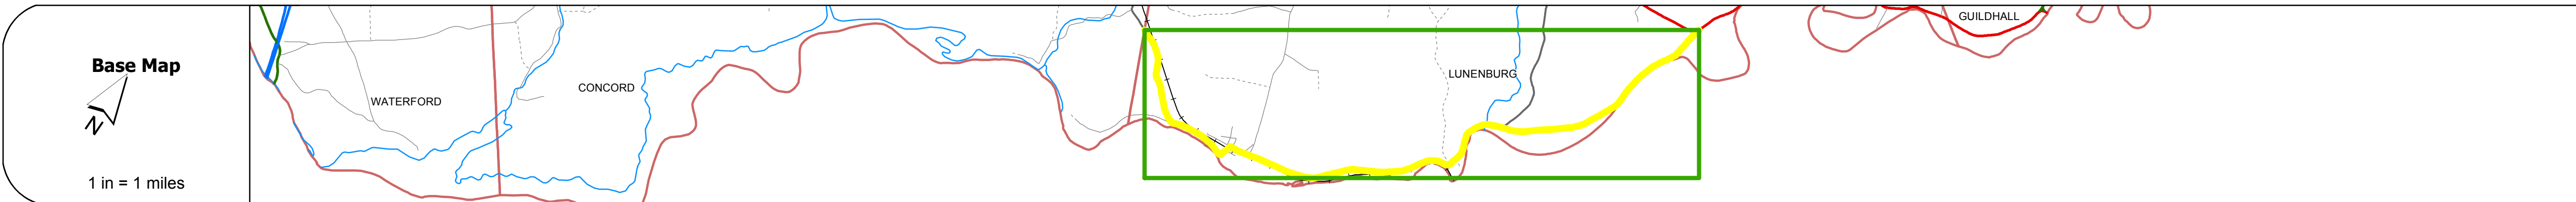 Base Map
N
1 in = 1 miles
WATERFORD
CONCORD
LUNENBURG
GUILDHALL